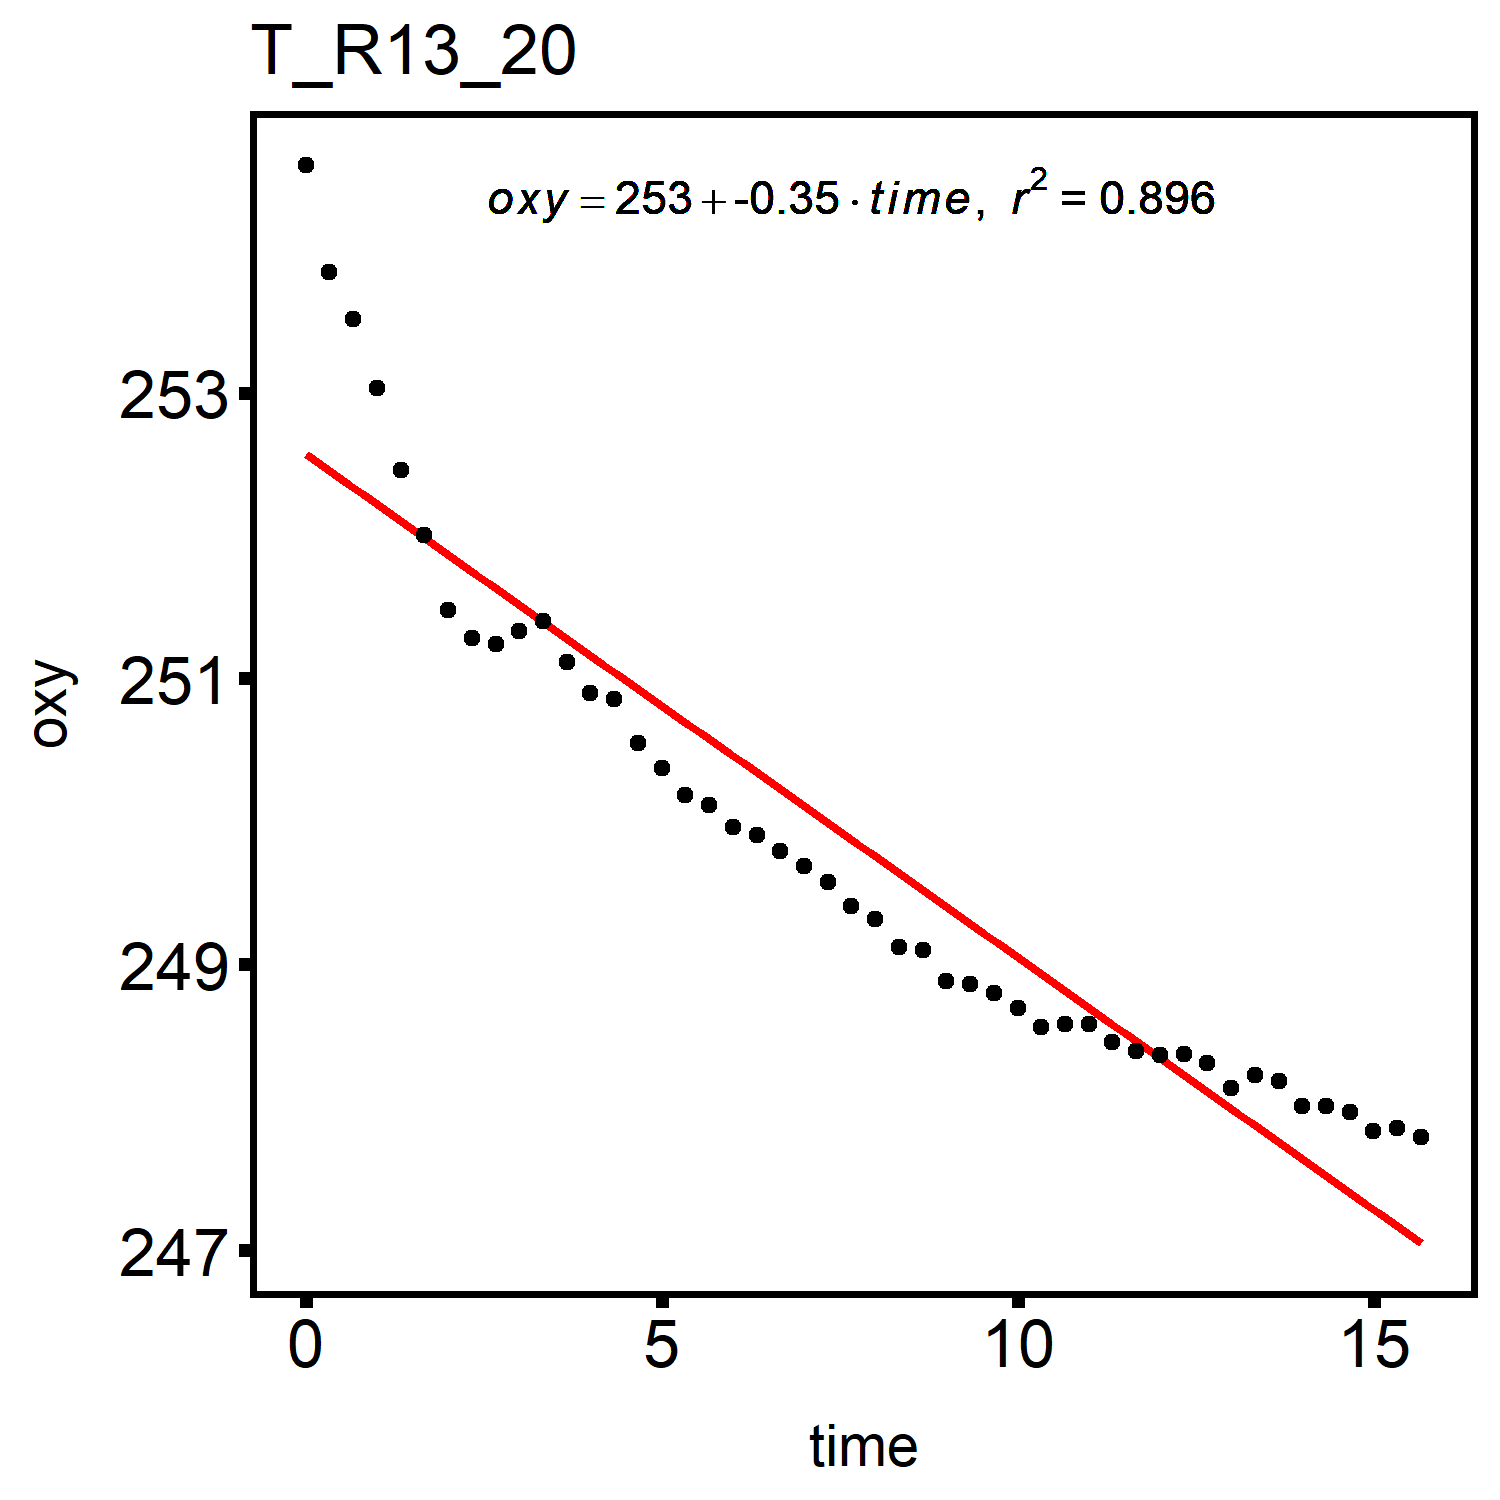 T_R13_20
oxy = 253 + -0.35 · time, r² = 0.896
253
251
249
247
oxy
0 5 10 15
time